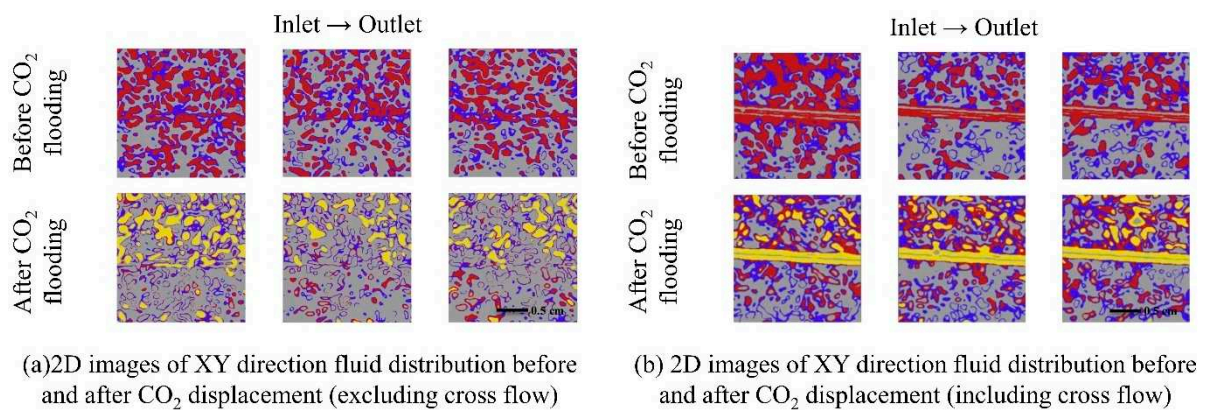 Inlet → Outlet
Before CO₂
flooding
After CO₂
flooding
0.5 cm
(a)2D images of XY direction fluid distribution before
and after CO₂ displacement (excluding cross flow)
Inlet → Outlet
Before CO₂
flooding
After CO₂
flooding
0.5 cm
(b) 2D images of XY direction fluid distribution before
and after CO₂ displacement (including cross flow)